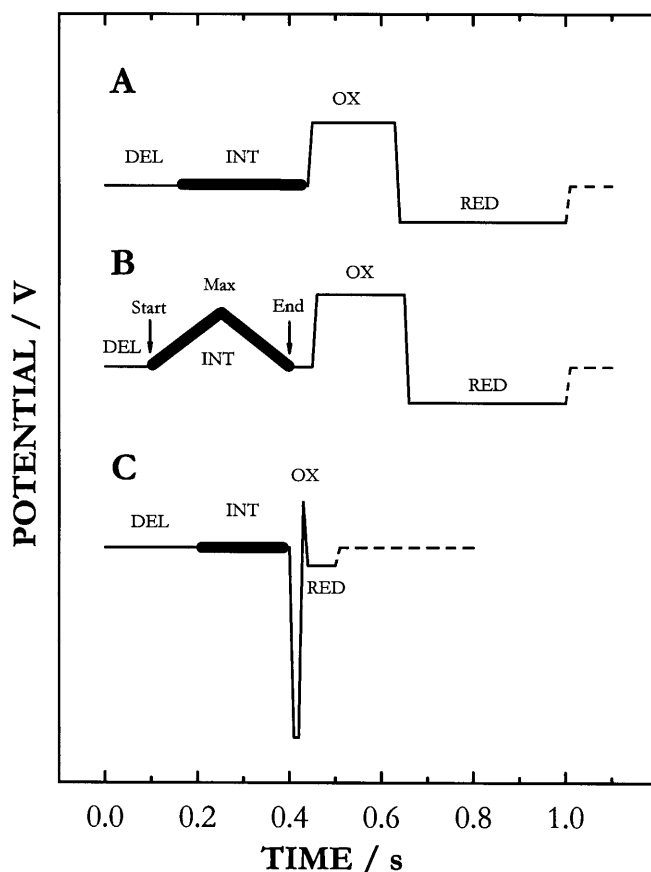 A
OX
DEL INT
RED
B
Max OX
Start End
DEL INT
RED
C
OX
DEL INT
RED
POTENTIAL / V
0.0 0.2 0.4 0.6 0.8 1.0
TIME / s